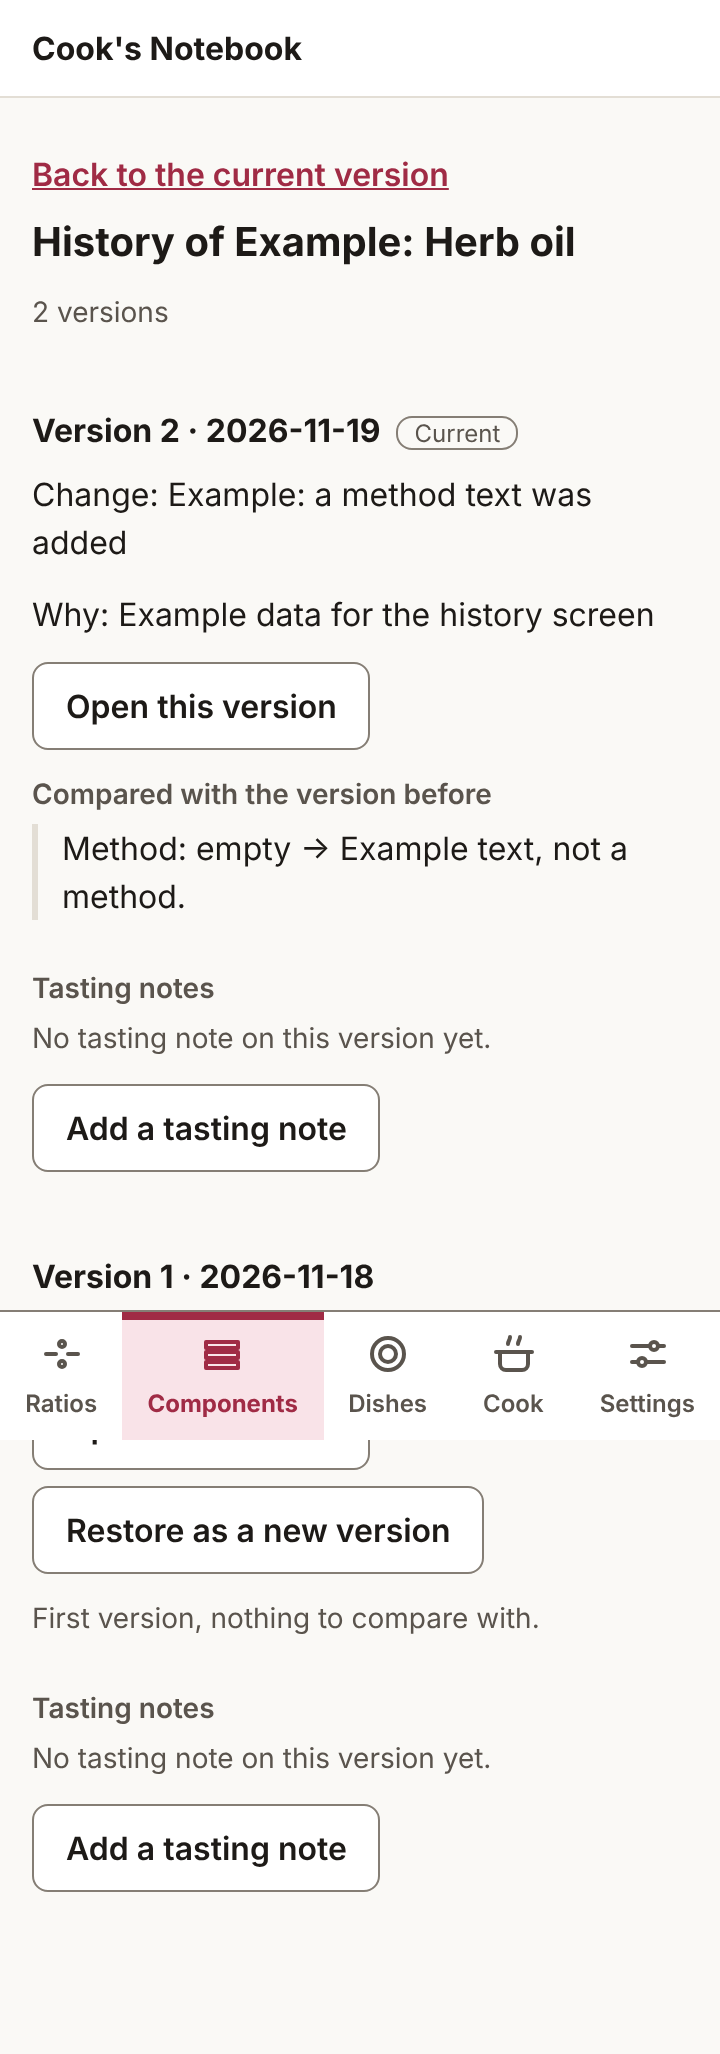 Cook's Notebook
Back to the current version
History of Example: Herb oil
2 versions
Version 2 · 2026-11-19 Current
Change: Example: a method text was
added
Why: Example data for the history screen
Open this version
Compared with the version before
Method: empty → Example text, not a
method.
Tasting notes
No tasting note on this version yet.
Add a tasting note
Version 1 · 2026-11-18
Ratios Components Dishes Cook Settings
Restore as a new version
First version, nothing to compare with.
Tasting notes
No tasting note on this version yet.
Add a tasting note